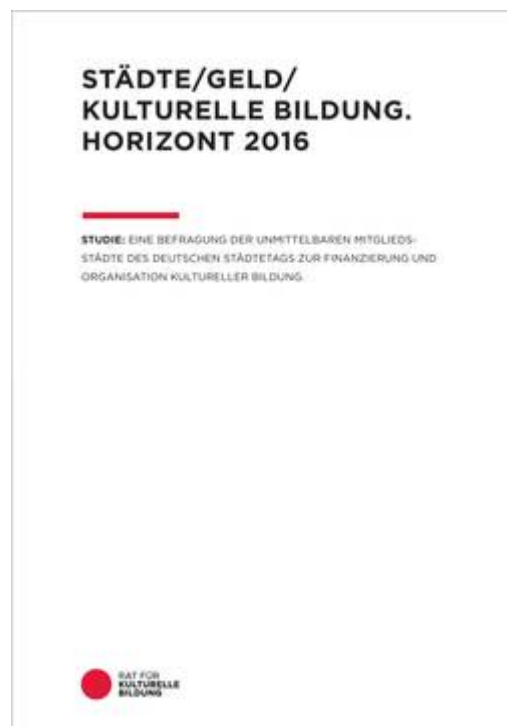 STÄDTE/GELD/
KULTURELLE BILDUNG.
HORIZONT 2016
STUDIE: EINE BEFRAGUNG DER UNMITTELBAREN MITGLIEDS-
STÄDTE DES DEUTSCHEN STÄDTETAGS ZUR FINANZIERUNG UND
ORGANISATION KULTURELLER BILDUNG.
RAT FÜR
KULTURELLE
BILDUNG